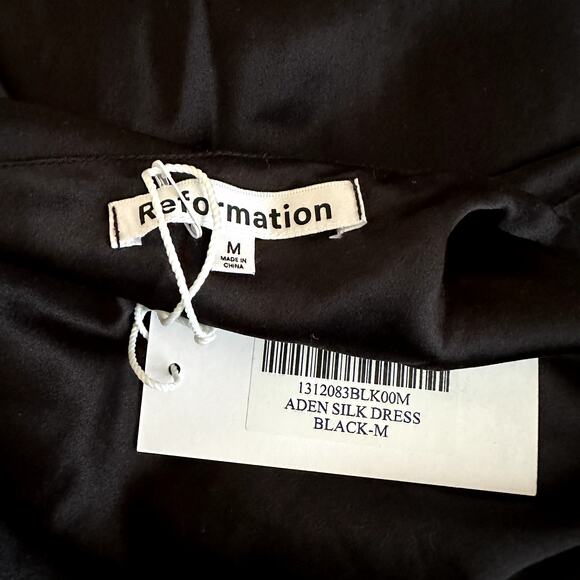 Reformation
M
MADE IN
CHINA
1312083BLK00M
ADEN SILK DRESS
BLACK-M